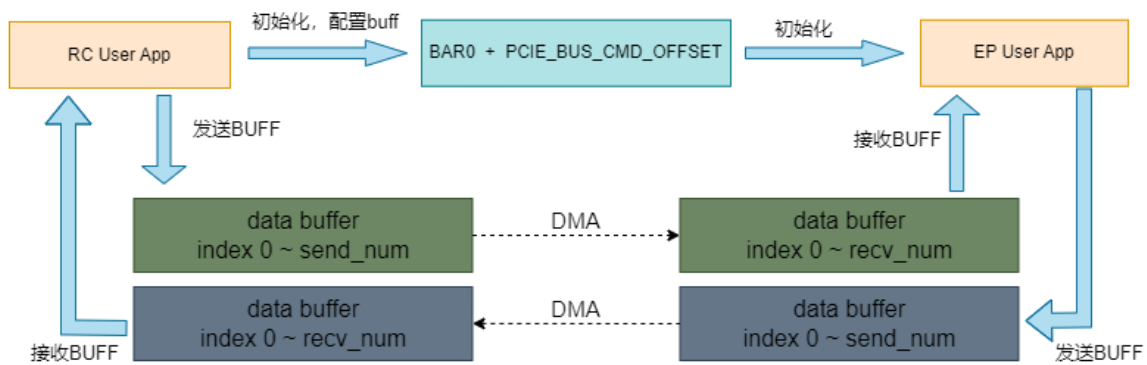 RC User App
初始化，配置buff
BAR0 + PCIE_BUS_CMD_OFFSET
初始化
EP User App
发送BUFF
接收BUFF
data buffer
index 0 ~ send_num
DMA
data buffer
index 0 ~ recv_num
data buffer
index 0 ~ recv_num
DMA
data buffer
index 0 ~ send_num
接收BUFF
发送BUFF